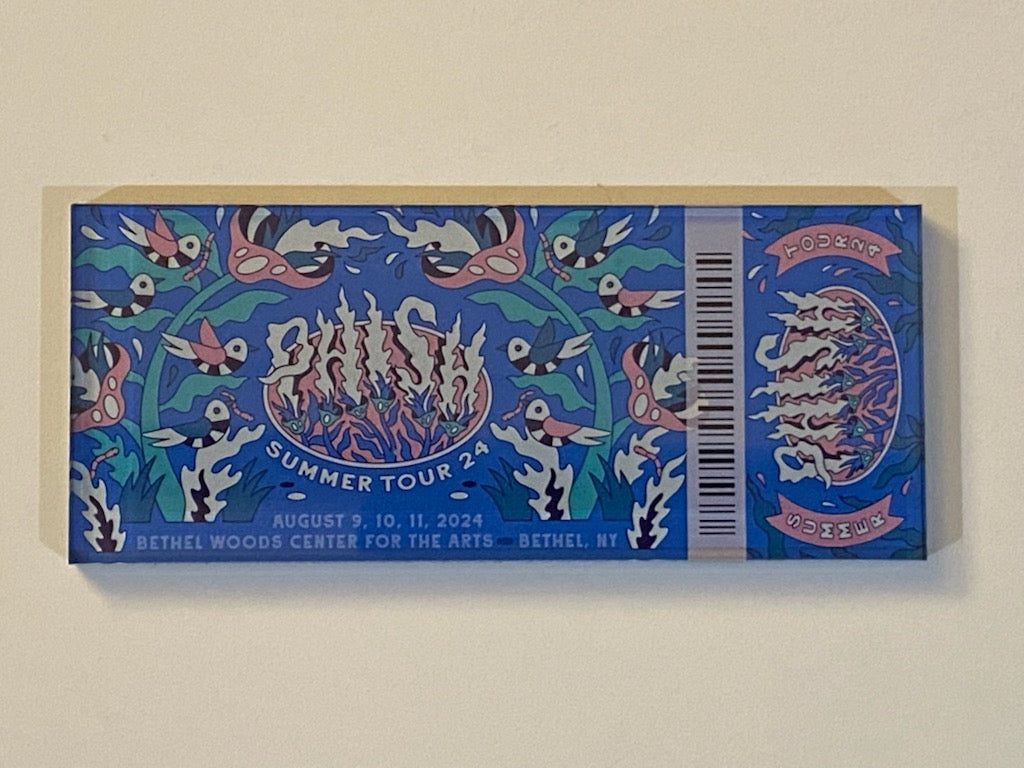 PHISH
SUMMER TOUR 24
AUGUST 9, 10, 11, 2024
BETHEL WOODS CENTER FOR THE ARTS BETHEL, NY
TOUR 24
PHISH
SUMMER